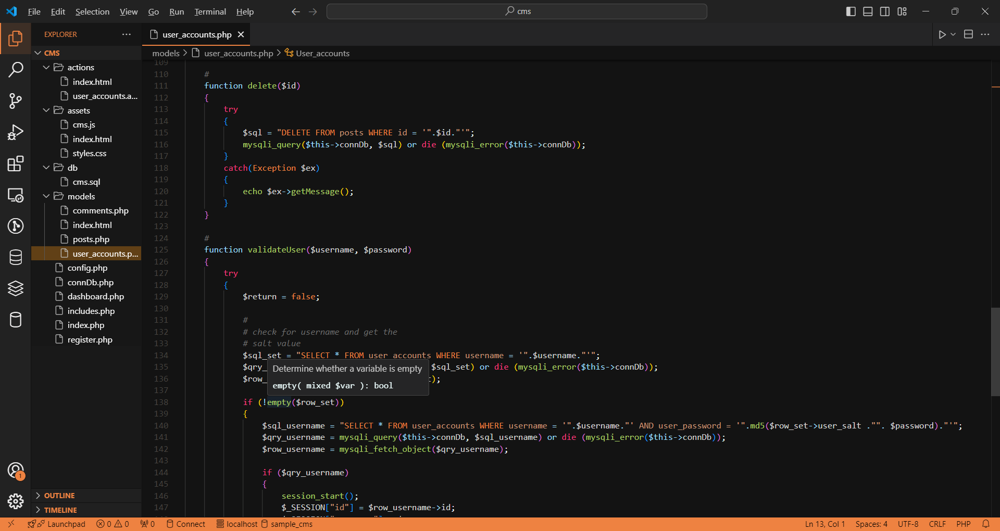 File Edit Selection View Go Run Terminal Help
cms
EXPLORER
CMS
actions
index.html
user_accounts.a...
assets
cms.js
index.html
styles.css
db
cms.sql
models
comments.php
index.html
posts.php
user_accounts.p...
config.php
connDb.php
dashboard.php
includes.php
index.php
register.php
OUTLINE
TIMELINE
1
user_accounts.php
models > user_accounts.php > User_accounts
109
110 #
111 function delete($id)
112 {
113 try
114 {
115 $sql = "DELETE FROM posts WHERE id = '".$id."'";
116 mysqli_query($this->connDb, $sql) or die (mysqli_error($this->connDb));
117 }
118 catch(Exception $ex)
119 {
120 echo $ex->getMessage();
121 }
122 }
123
124 #
125 function validateUser($username, $password)
126 {
127 try
128 {
129 $return = false;
130
131 #
132 # check for username and get the
133 # salt value
134 $sql_set = "SELECT * FROM user_accounts WHERE username = '".$username."'";
135 $qry_ $sql_set) or die (mysqli_error($this->connDb));
136 $row_ );
Determine whether a variable is empty
empty( mixed $var ): bool
137
138 if (!empty($row_set))
139 {
140 $sql_username = "SELECT * FROM user_accounts WHERE username = '".$username."' AND user_password = '".md5($row_set->user_salt ."". $password)."'";
141 $qry_username = mysqli_query($this->connDb, $sql_username) or die (mysqli_error($this->connDb));
142 $row_username = mysqli_fetch_object($qry_username);
143
144 if ($qry_username)
145 {
146 session_start();
147 $_SESSION["id"] = $row_username->id;
Launchpad 0 0 0 Connect localhost sample_cms Ln 13, Col 1 Spaces: 4 UTF-8 CRLF PHP